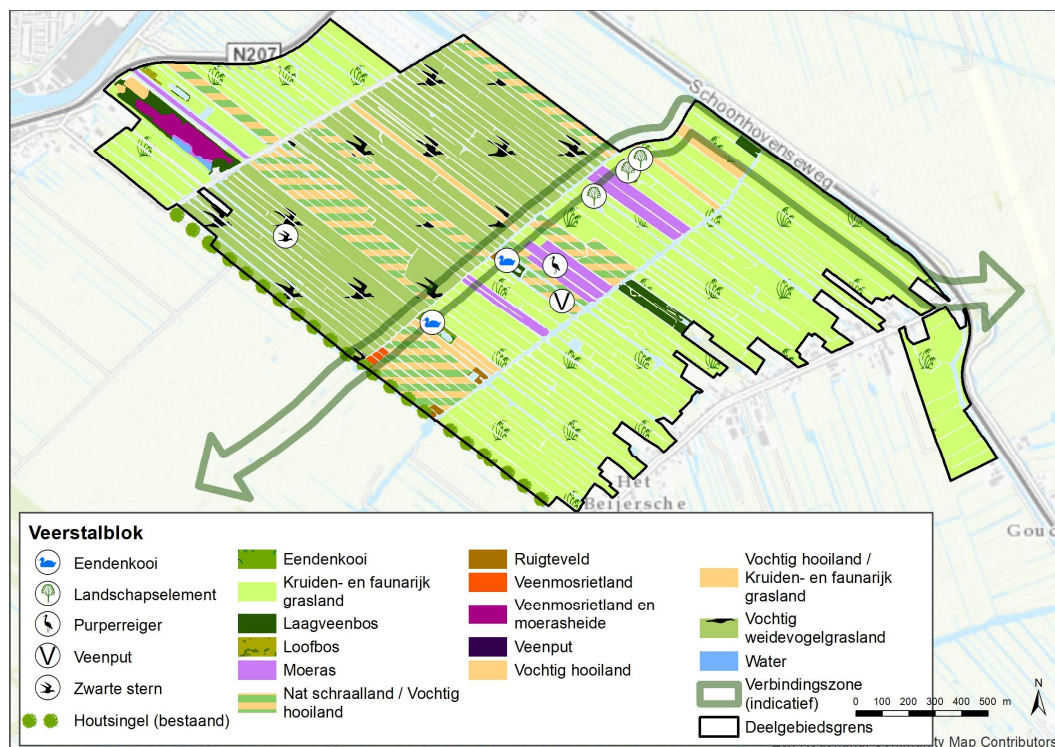 N207
Schoonhovenseweg
Het
Beijersche
Goud
Veerstalblok
Eendenkooi
Landschapselement
Purperreiger
Veenput
Zwarte stern
Houtsingel (bestaand)
Eendenkooi
Kruiden- en faunarijk
grasland
Laagveenbos
Loofbos
Moeras
Nat schraalland / Vochtig
hooiland
Ruigteveld
Veenmosrietland
Veenmosrietland en
moerasheide
Veenput
Vochtig hooiland
Vochtig hooiland /
Kruiden- en faunarijk
grasland
Vochtig
weidevogelgrasland
Water
Verbindingszone
(indicatief)
Deelgebiedsgrens
N
0 100 200 300 400 500 m
Map Contributors